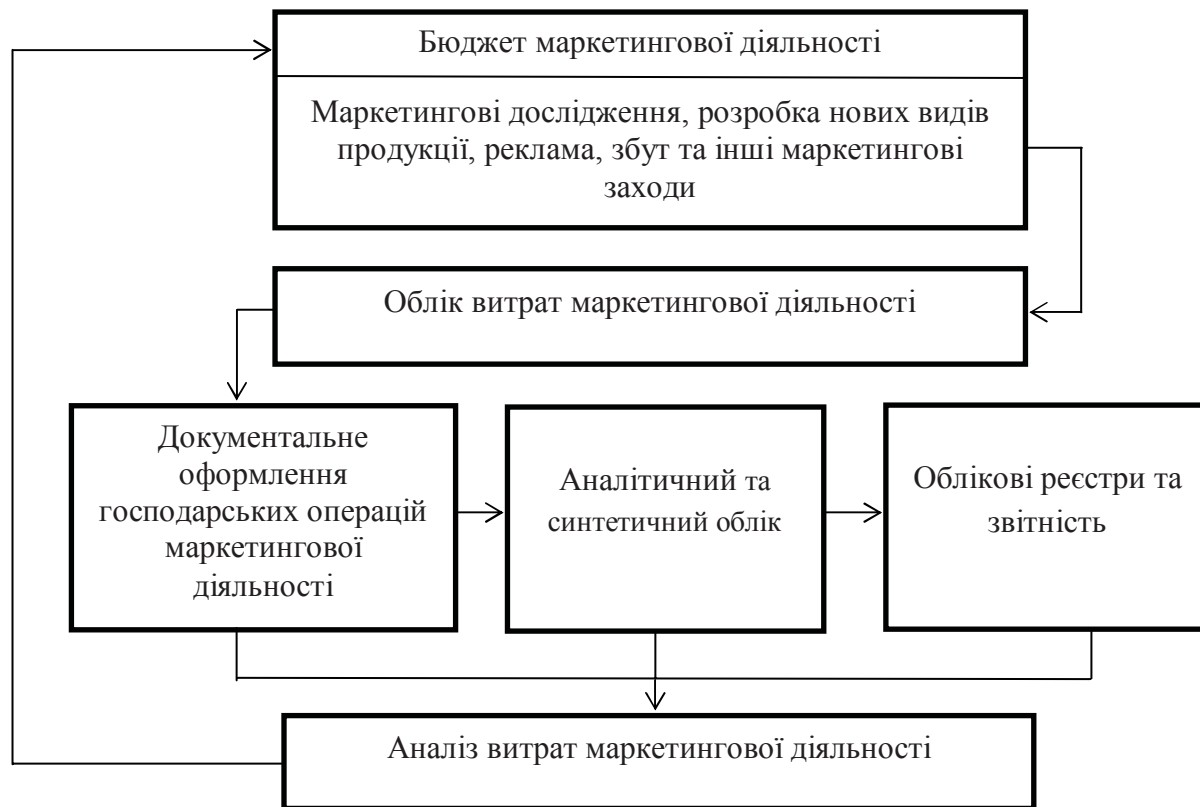 Бюджет маркетингової діяльності
Маркетингові дослідження, розробка нових видів
продукції, реклама, збут та інші маркетингові
заходи
Облік витрат маркетингової діяльності
Документальне
оформлення
господарських операцій
маркетингової
діяльності
Аналітичний та
синтетичний облік
Облікові реєстри та
звітність
Аналіз витрат маркетингової діяльності